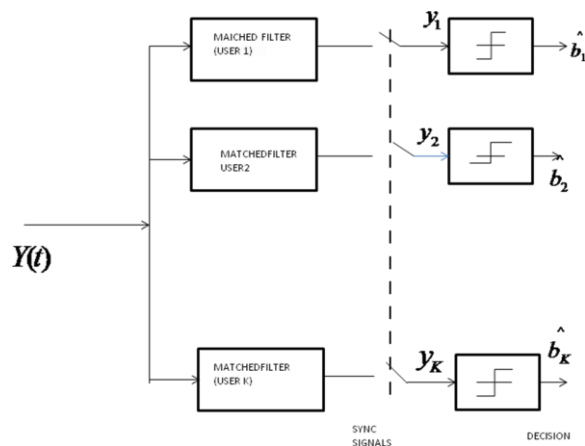 MAICHED FILTER
(USER 1)
y1
b̂1
MATCHEDFILTER
USER2
y2
b̂2
Y(t)
MATCHEDFILTER
(USER K)
yK
b̂K
SYNC
SIGNALS
DECISION